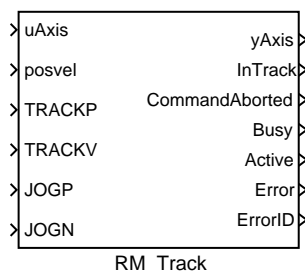 uAxis
posvel
TRACKP
TRACKV
JOGP
JOGN
yAxis
InTrack
CommandAborted
Busy
Active
Error
ErrorID
RM_Track